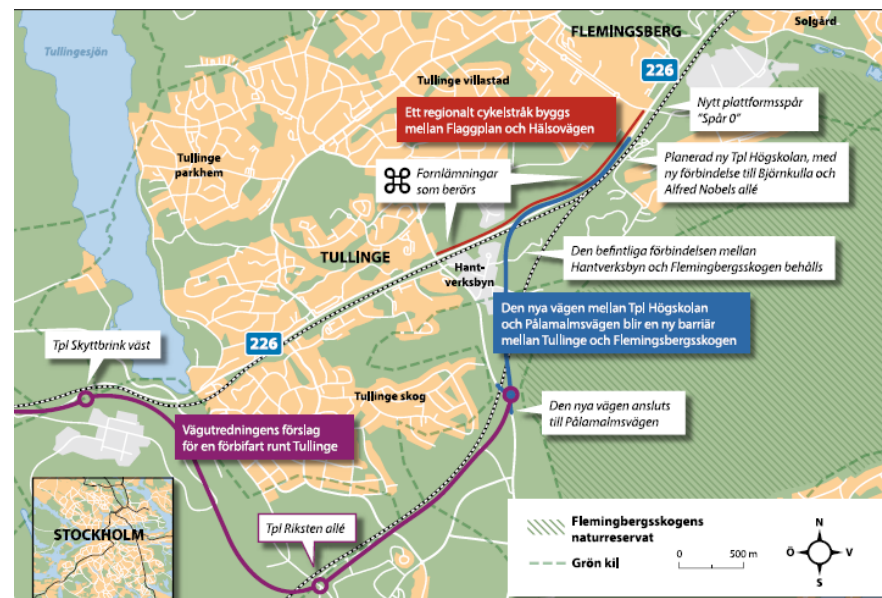 Solgård
FLEMINGSBERG
Tullingesjön
226
Tullinge villastad
Nytt plattformsspår
”Spår 0”
Ett regionalt cykelstråk byggs
mellan Flaggplan och Hälsovägen
Tullinge
parkhem
Fornlämningar
som berörs
Planerad ny Tpl Högskolan, med
ny förbindelse till Björnkulla och
Alfred Nobels allé
TULLINGE
Hant-
verksbyn
Den befintliga förbindelsen mellan
Hantverksbyn och Flemingbergsskogen behålls
Den nya vägen mellan Tpl Högskolan
och Pålamalmsvägen blir en ny barriär
mellan Tullinge och Flemingsbergsskogen
Tpl Skyttbrink väst
226
Tullinge skog
Den nya vägen ansluts
till Pålamalmsvägen
Vägutredningens förslag
för en förbifart runt Tullinge
STOCKHOLM
Tpl Riksten allé
Flemingbergsskogens
naturreservat
Grön kil
0 500 m
N
Ö V
S